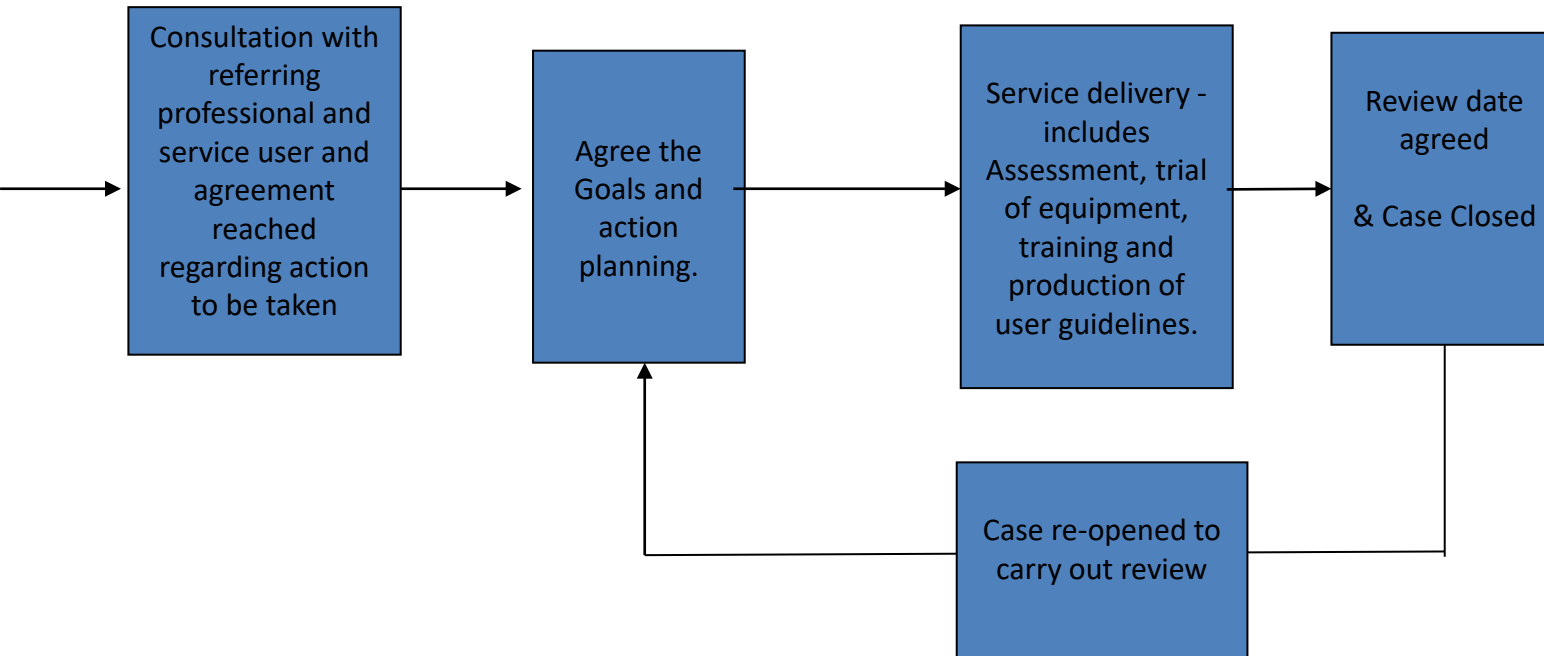 Consultation with
referring
professional and
service user and
agreement
reached
regarding action
to be taken
Agree the
Goals and
action
planning.
Service delivery -
includes
Assessment, trial
of equipment,
training and
production of
user guidelines.
Review date
agreed
& Case Closed
Case re-opened to
carry out review